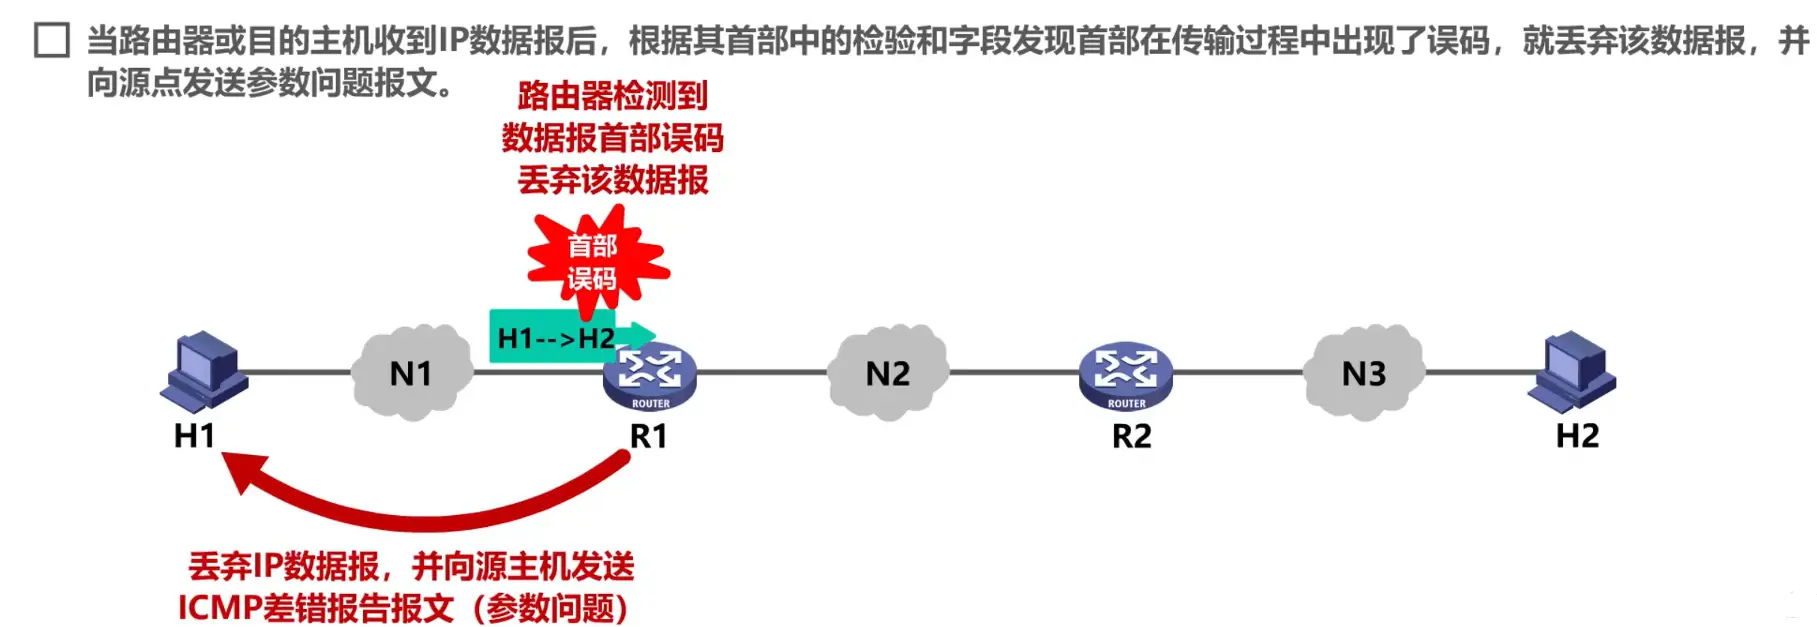 当路由器或目的主机收到IP数据报后，根据其首部中的检验和字段发现首部在传输过程中出现了误码，就丢弃该数据报，并
向源点发送参数问题报文。
路由器检测到
数据报首部误码
丢弃该数据报
首部
误码
H1-->H2
N1
N2
N3
ROUTER
ROUTER
H1
R1
R2
H2
丢弃IP数据报，并向源主机发送
ICMP差错报告报文（参数问题）